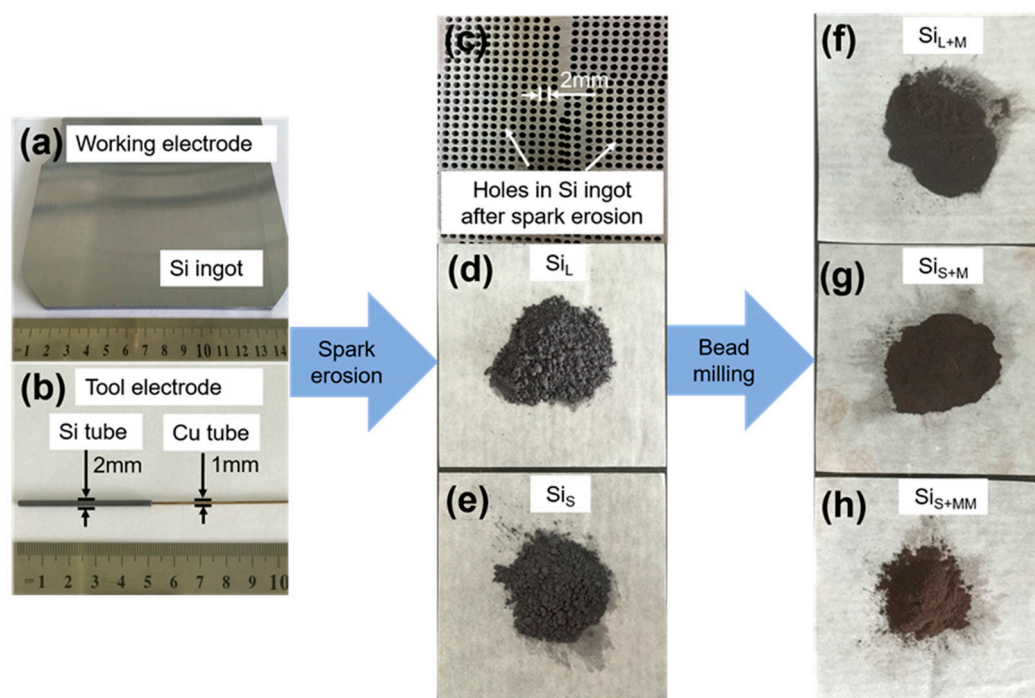 (a)
Working electrode
Si ingot
cm 1 2 3 4 5 6 7 8 9 10 11 12 13 14
(b)
Tool electrode
Si tube
Cu tube
2mm
1mm
cm 1 2 3 4 5 6 7 8 9 10
Spark
erosion
(c)
2mm
Holes in Si ingot
after spark erosion
(d)
SiL
(e)
SiS
Bead
milling
(f)
SiL+M
(g)
SiS+M
(h)
SiS+MM